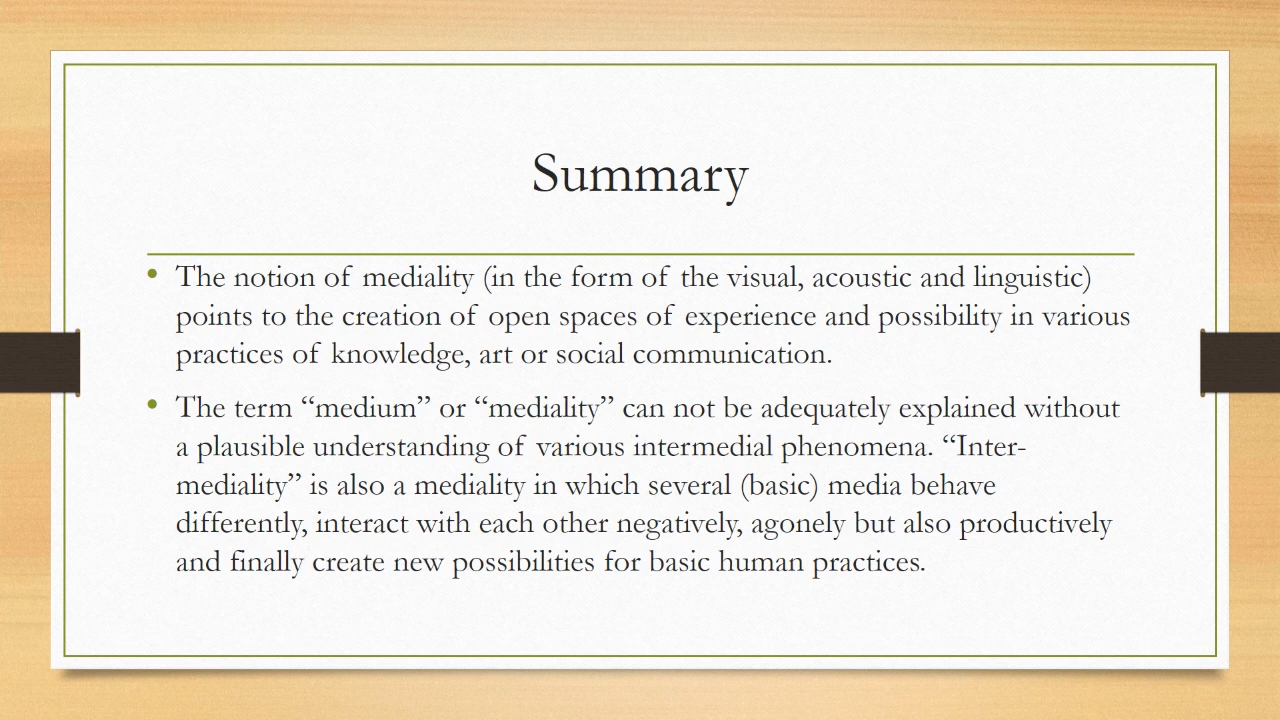 Summary
• The notion of mediality (in the form of the visual, acoustic and linguistic)
points to the creation of open spaces of experience and possibility in various
practices of knowledge, art or social communication.
• The term “medium” or “mediality” can not be adequately explained without
a plausible understanding of various intermedial phenomena. “Inter-
mediality” is also a mediality in which several (basic) media behave
differently, interact with each other negatively, agonely but also productively
and finally create new possibilities for basic human practices.